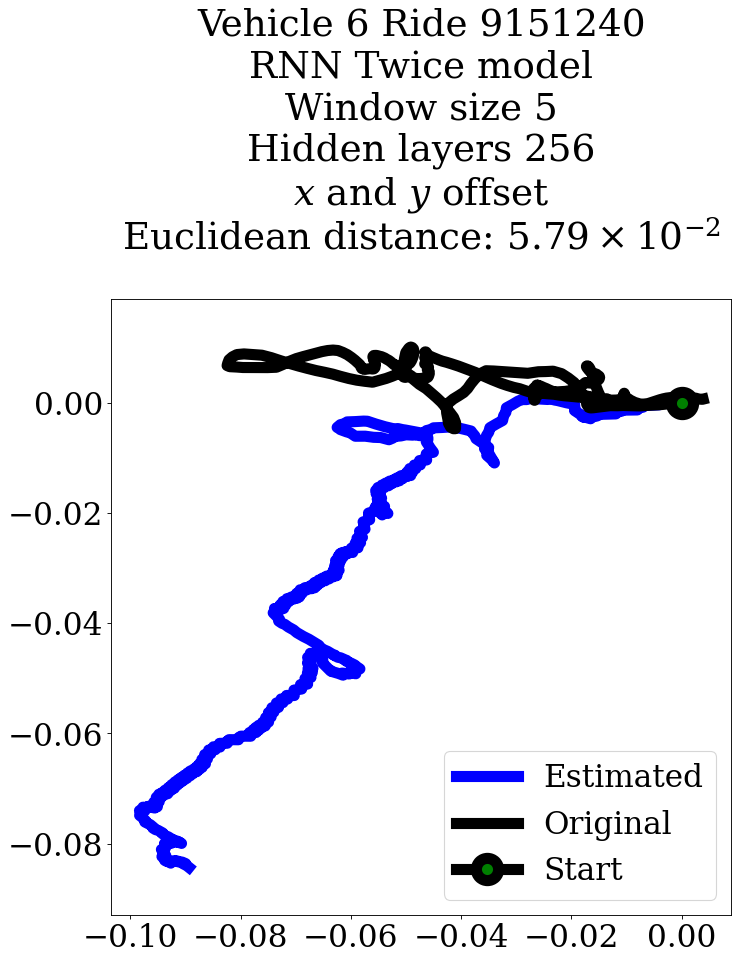 Vehicle 6 Ride 9151240
RNN Twice model
Window size 5
Hidden layers 256
x and y offset
Euclidean distance: 5.79 × 10⁻²
0.00
−0.02
−0.04
−0.06
−0.08
Estimated
Original
Start
−0.10 −0.08 −0.06 −0.04 −0.02 0.00